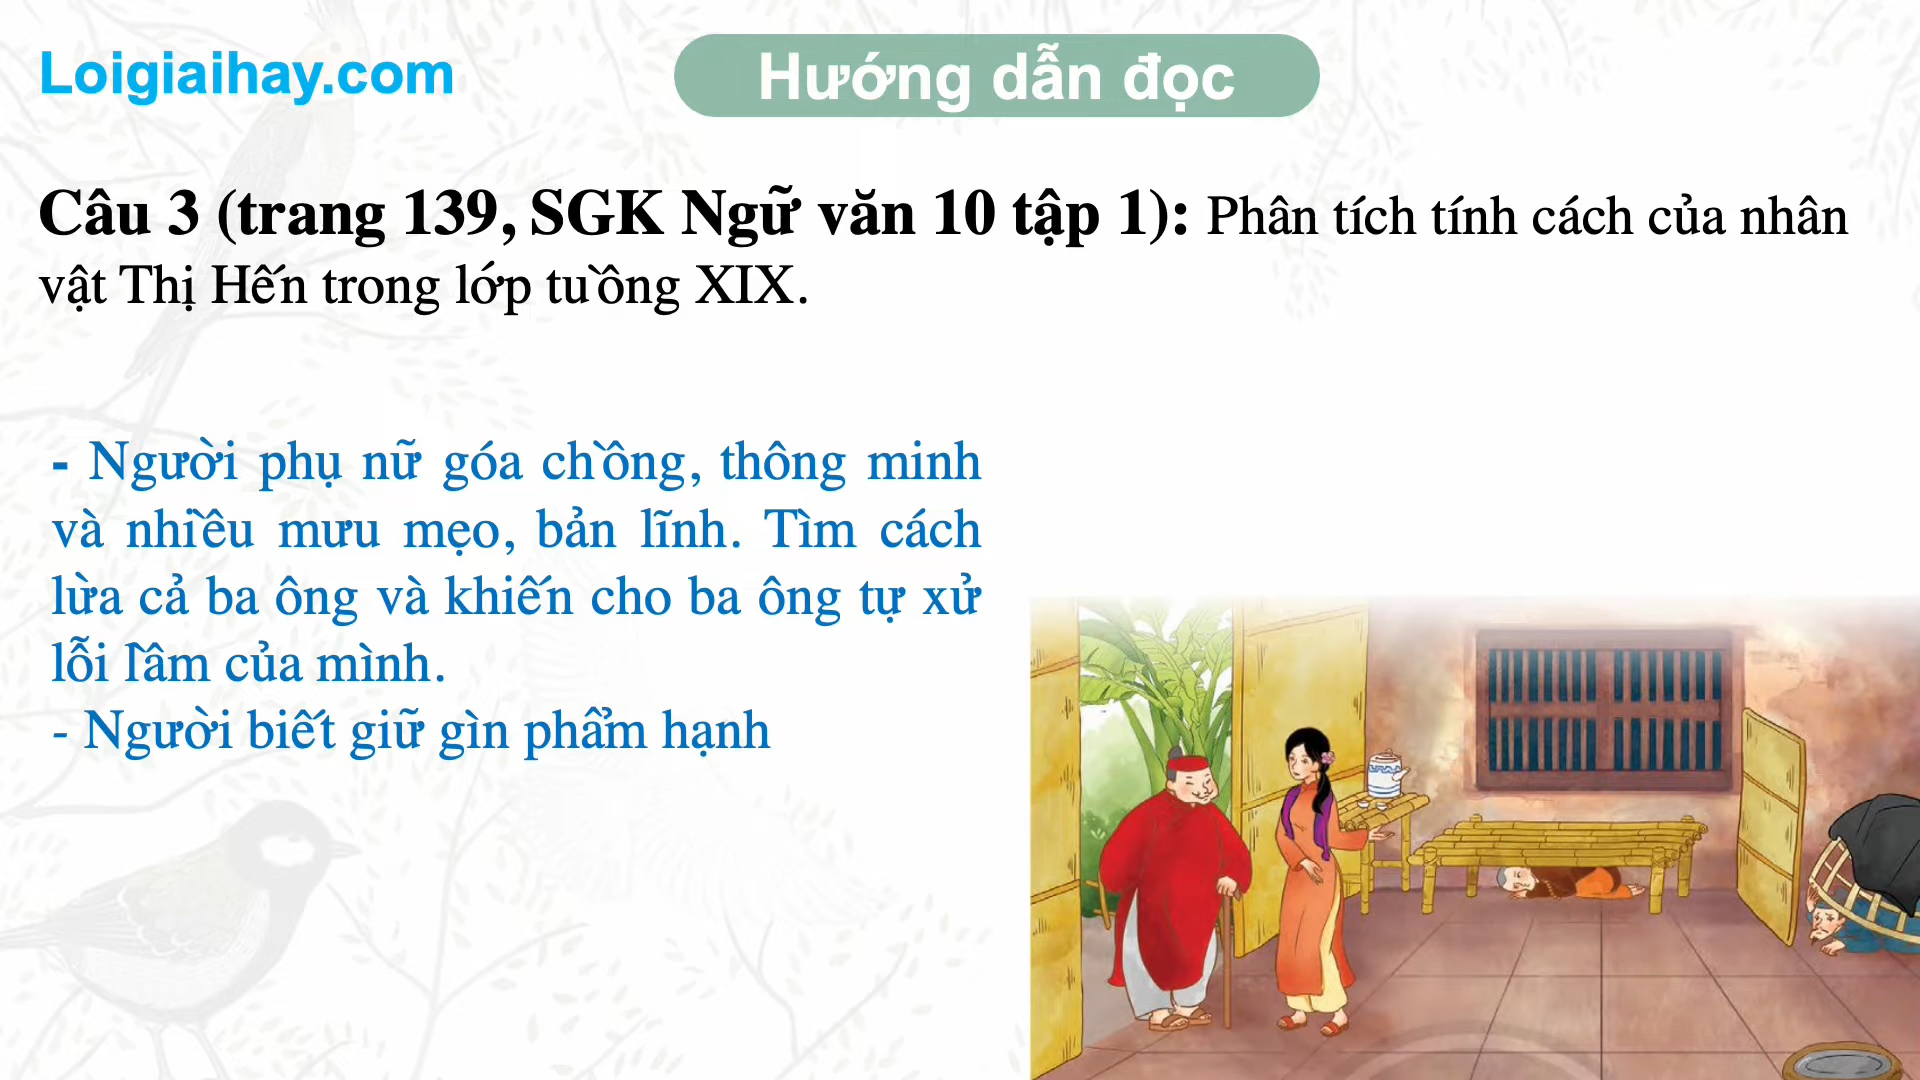 Loigiaihay.com
Hướng dẫn đọc
Câu 3 (trang 139, SGK Ngữ văn 10 tập 1): Phân tích tính cách của nhân
vật Thị Hến trong lớp tuồng XIX.
- Người phụ nữ góa chồng, thông minh
và nhiều mưu mẹo, bản lĩnh. Tìm cách
lừa cả ba ông và khiến cho ba ông tự xử
lỗi lầm của mình.
- Người biết giữ gìn phẩm hạnh